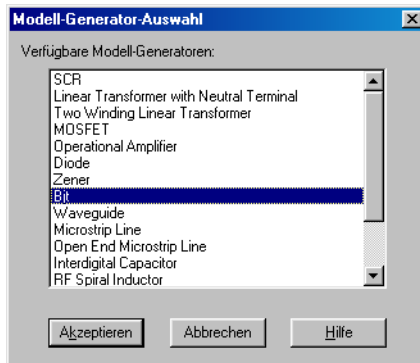 Modell-Generator-Auswahl
Verfügbare Modell-Generatoren:
SCR
Linear Transformer with Neutral Terminal
Two Winding Linear Transformer
MOSFET
Operational Amplifier
Diode
Zener
Bjt
Waveguide
Microstrip Line
Open End Microstrip Line
Interdigital Capacitor
RF Spiral Inductor
Akzeptieren Abbrechen Hilfe